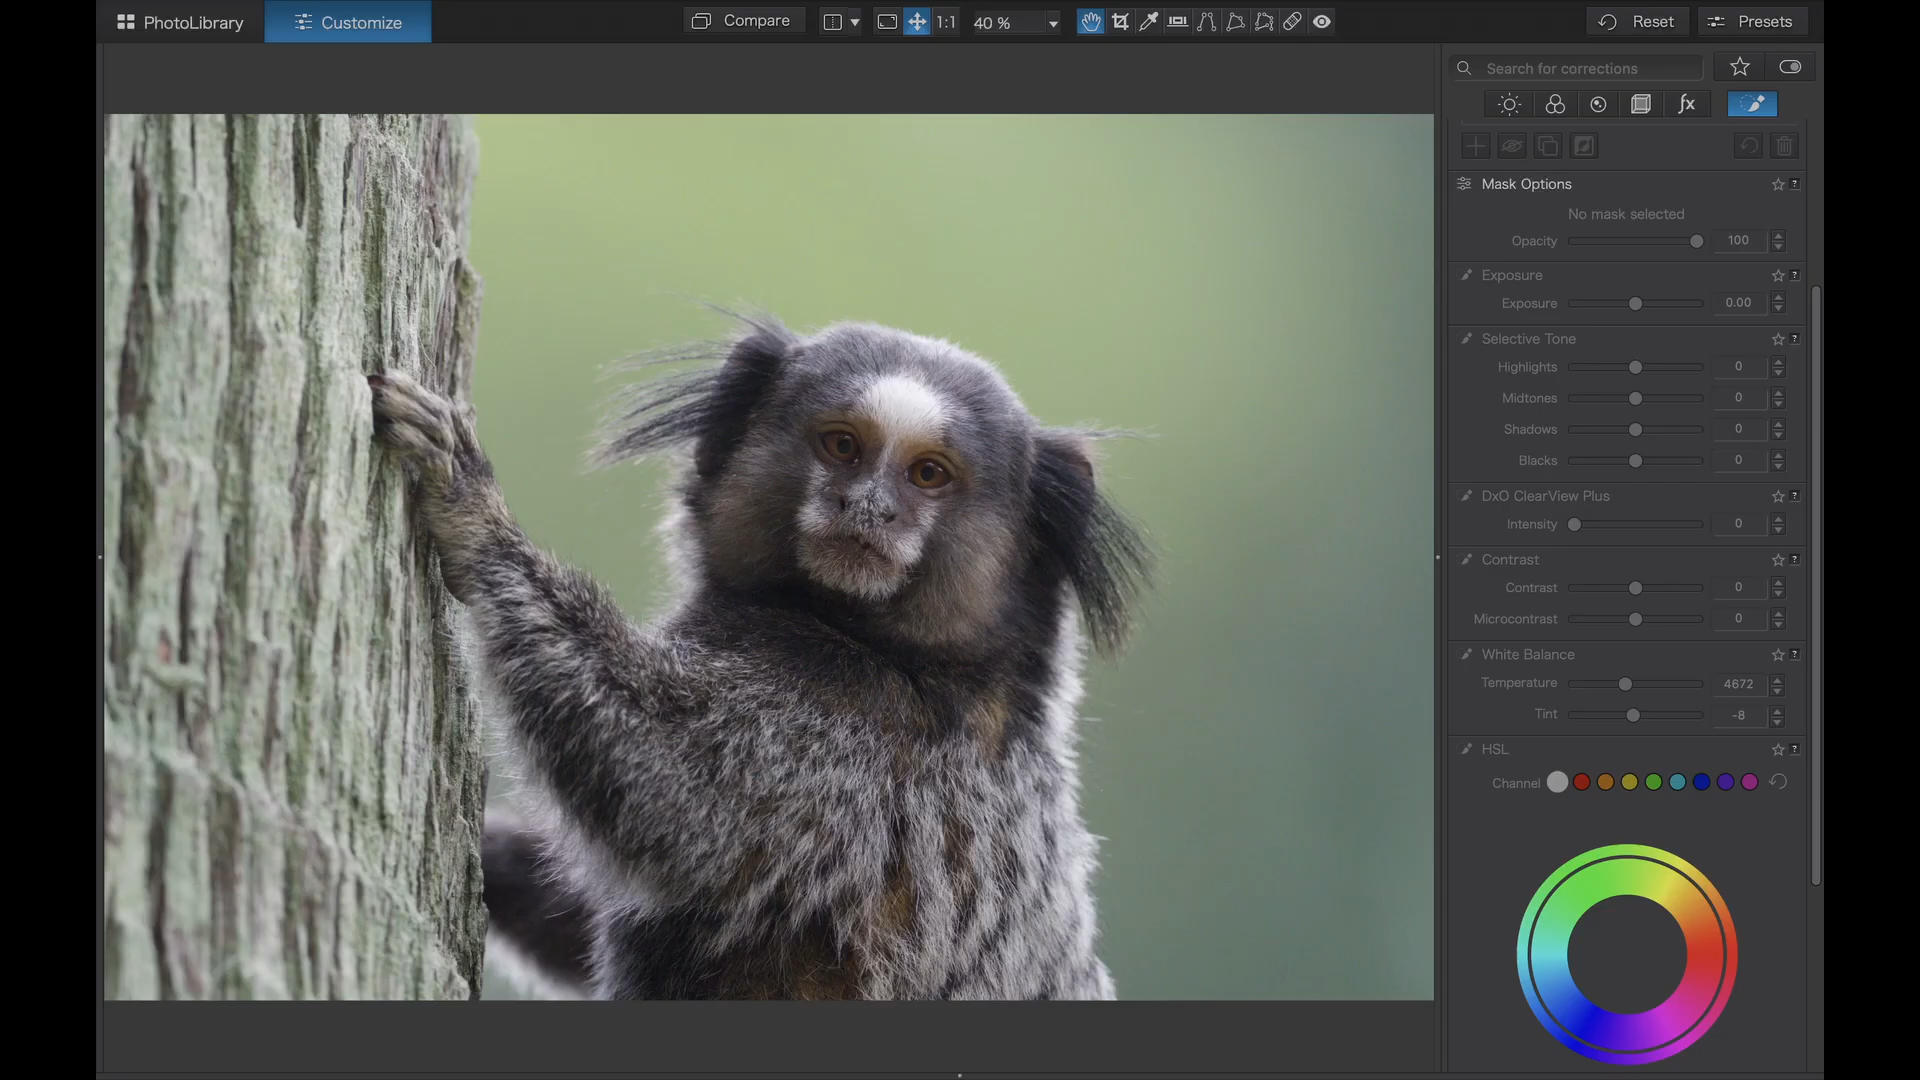 PhotoLibrary
Customize
Compare
1:1
40 %
Reset
Presets
Search for corrections
fx
Mask Options
?
No mask selected
Opacity
100
Exposure
?
Exposure
0.00
Selective Tone
?
Highlights
0
Midtones
0
Shadows
0
Blacks
0
DxO ClearView Plus
?
Intensity
0
Contrast
?
Contrast
0
Microcontrast
0
White Balance
?
Temperature
4672
Tint
-8
HSL
?
Channel